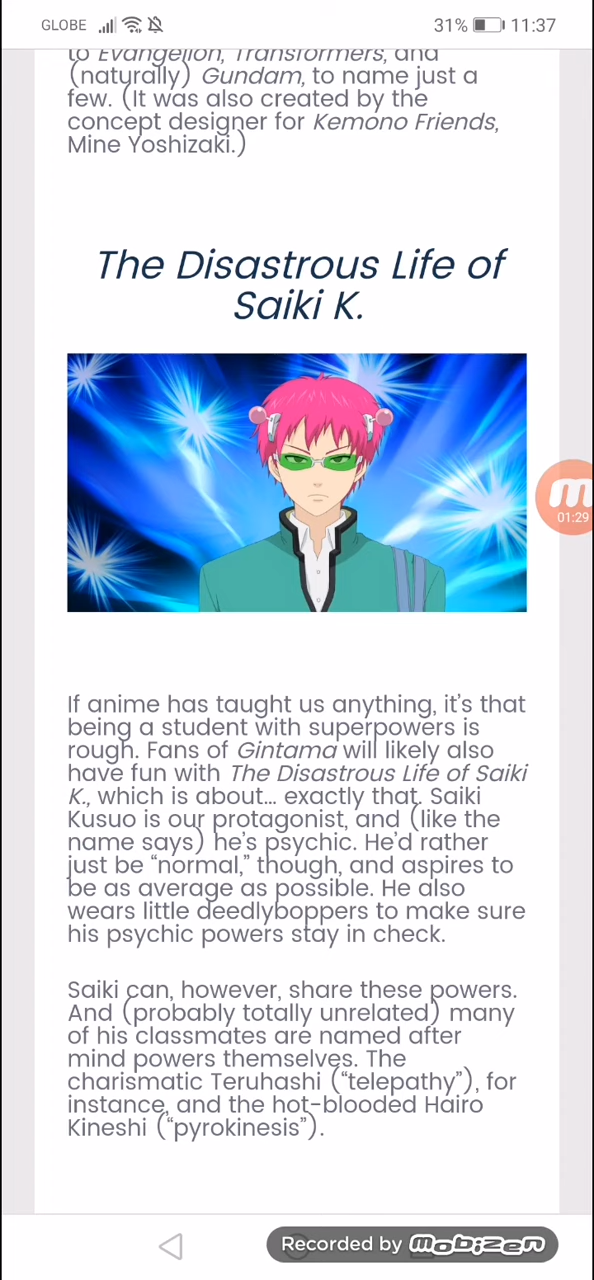 GLOBE 31% 11:37
to Evangelion, Transformers, and
(naturally) Gundam, to name just a
few. (It was also created by the
concept designer for Kemono Friends,
Mine Yoshizaki.)
The Disastrous Life of
Saiki K.
01:29
If anime has taught us anything, it’s that
being a student with superpowers is
rough. Fans of Gintama will likely also
have fun with The Disastrous Life of Saiki
K., which is about... exactly that. Saiki
Kusuo is our protagonist, and (like the
name says) he’s psychic. He’d rather
just be “normal,” though, and aspires to
be as average as possible. He also
wears little deedlyboppers to make sure
his psychic powers stay in check.
Saiki can, however, share these powers.
And (probably totally unrelated) many
of his classmates are named after
mind powers themselves. The
charismatic Teruhashi (“telepathy”), for
instance, and the hot-blooded Hairo
Kineshi (“pyrokinesis”).
Recorded by mobizen